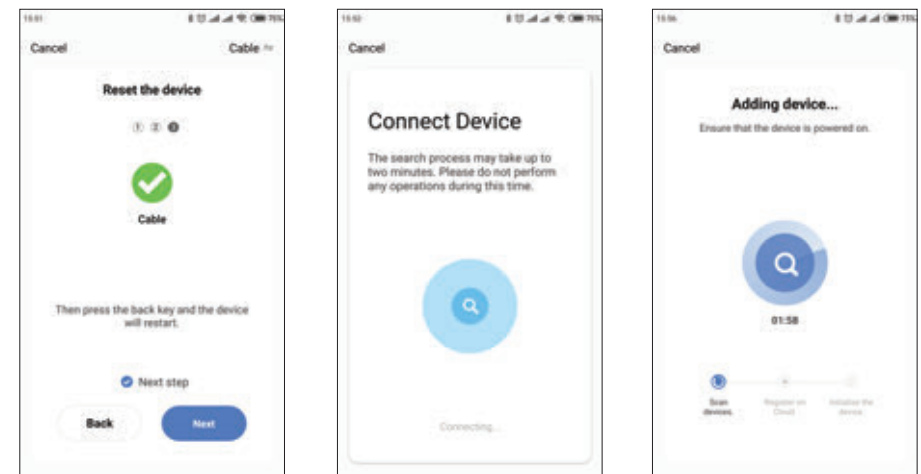 Cancel
Cable
Reset the device
1 2 3
Cable
Then press the back key and the device
will restart.
Next step
Back
Next
Cancel
Connect Device
The search process may take up to
two minutes. Please do not perform
any operations during this time.
Connecting...
Cancel
Adding device...
Ensure that the device is powered on.
01:58
Scan
devices.
Register on
Cloud
Initialize the
device.